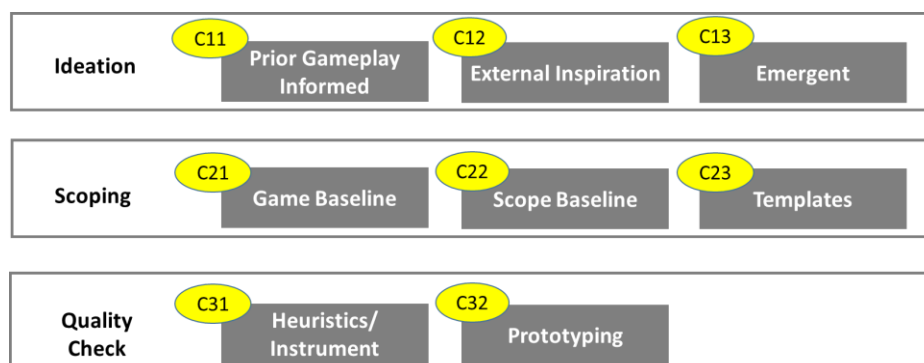 C11
C12
C13
Ideation
Prior Gameplay
Informed
External Inspiration
Emergent
C21
C22
C23
Scoping
Game Baseline
Scope Baseline
Templates
C31
C32
Quality
Check
Heuristics/
Instrument
Prototyping